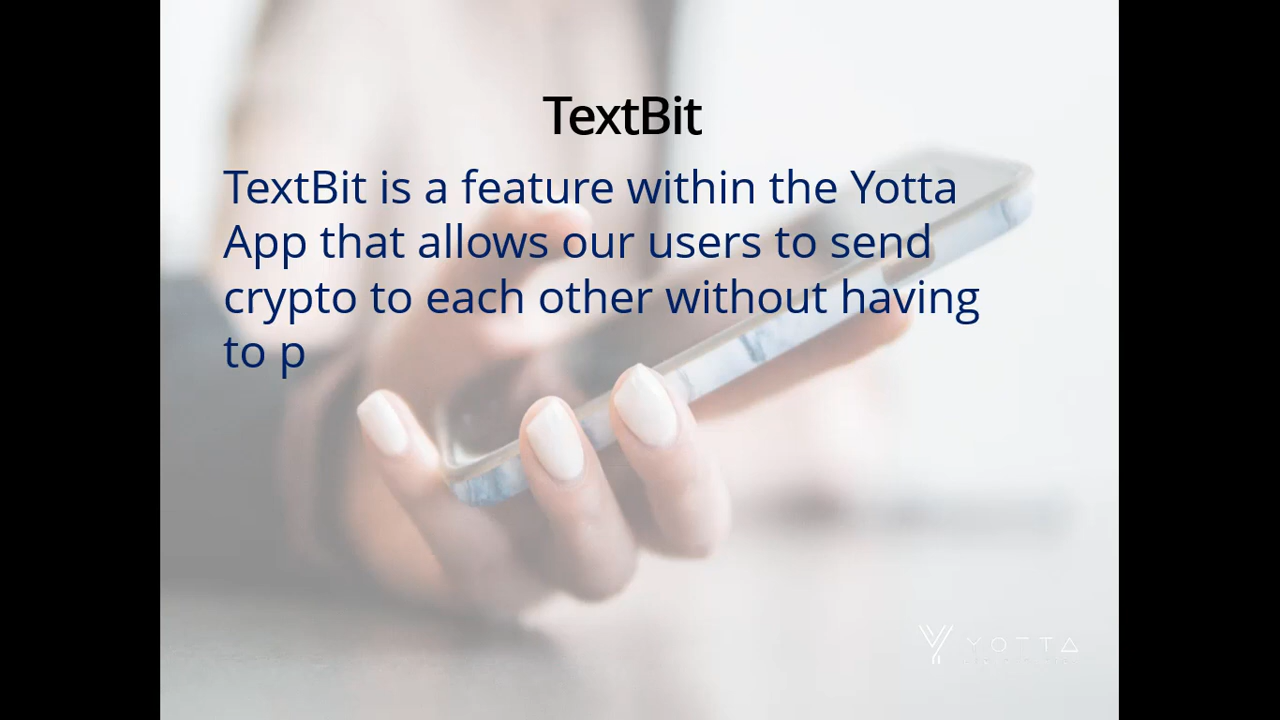 TextBit
TextBit is a feature within the Yotta
App that allows our users to send
crypto to each other without having
to p
YOTTA